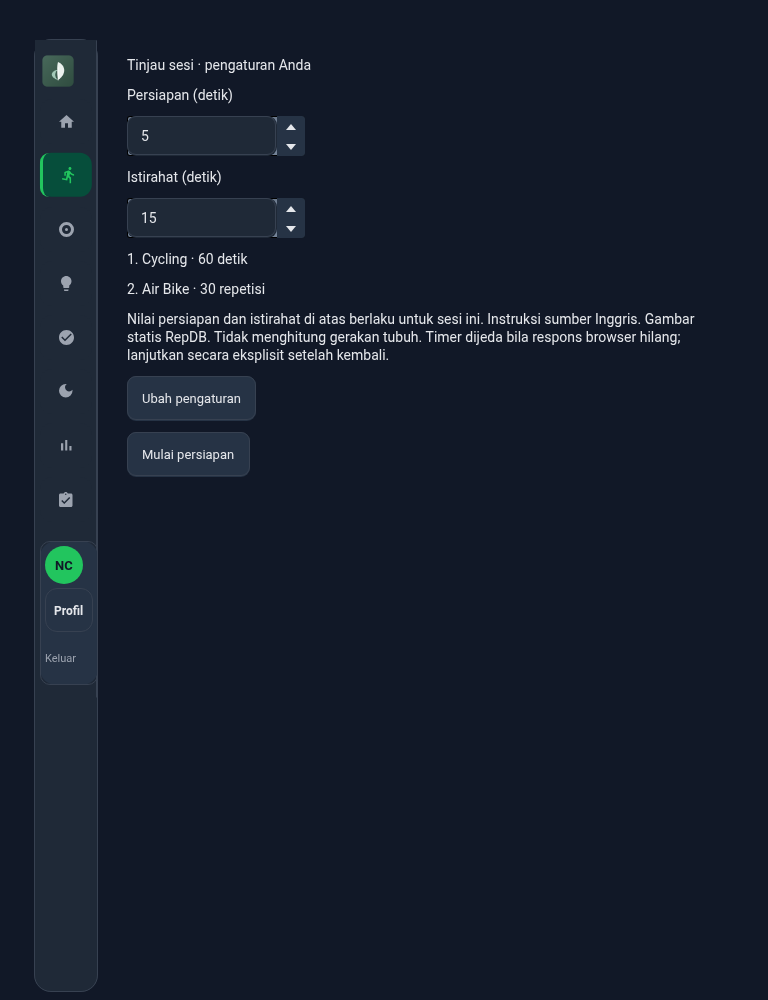 Tinjau sesi · pengaturan Anda
Persiapan (detik)
5
Istirahat (detik)
15
1. Cycling · 60 detik
2. Air Bike · 30 repetisi
Nilai persiapan dan istirahat di atas berlaku untuk sesi ini. Instruksi sumber Inggris. Gambar
statis RepDB. Tidak menghitung gerakan tubuh. Timer dijeda bila respons browser hilang;
lanjutkan secara eksplisit setelah kembali.
Ubah pengaturan
Mulai persiapan
NC
Profil
Keluar